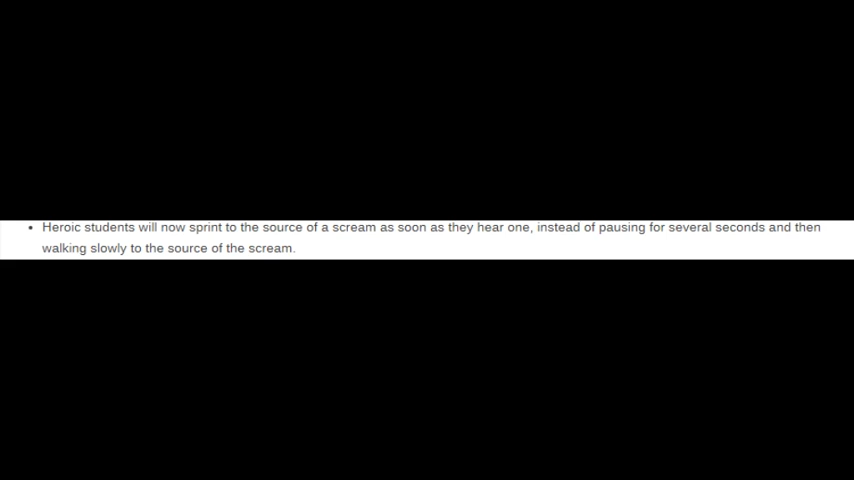 • Heroic students will now sprint to the source of a scream as soon as they hear one, instead of pausing for several seconds and then
walking slowly to the source of the scream.